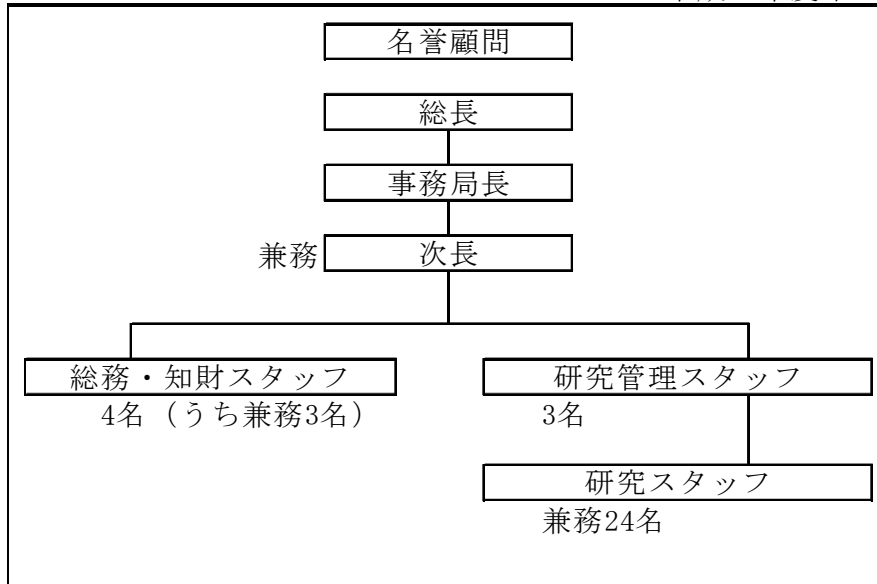 名誉顧問
総長
事務局長
兼務 次長
総務・知財スタッフ 研究管理スタッフ
4名（うち兼務3名） 3名
研究スタッフ
兼務24名